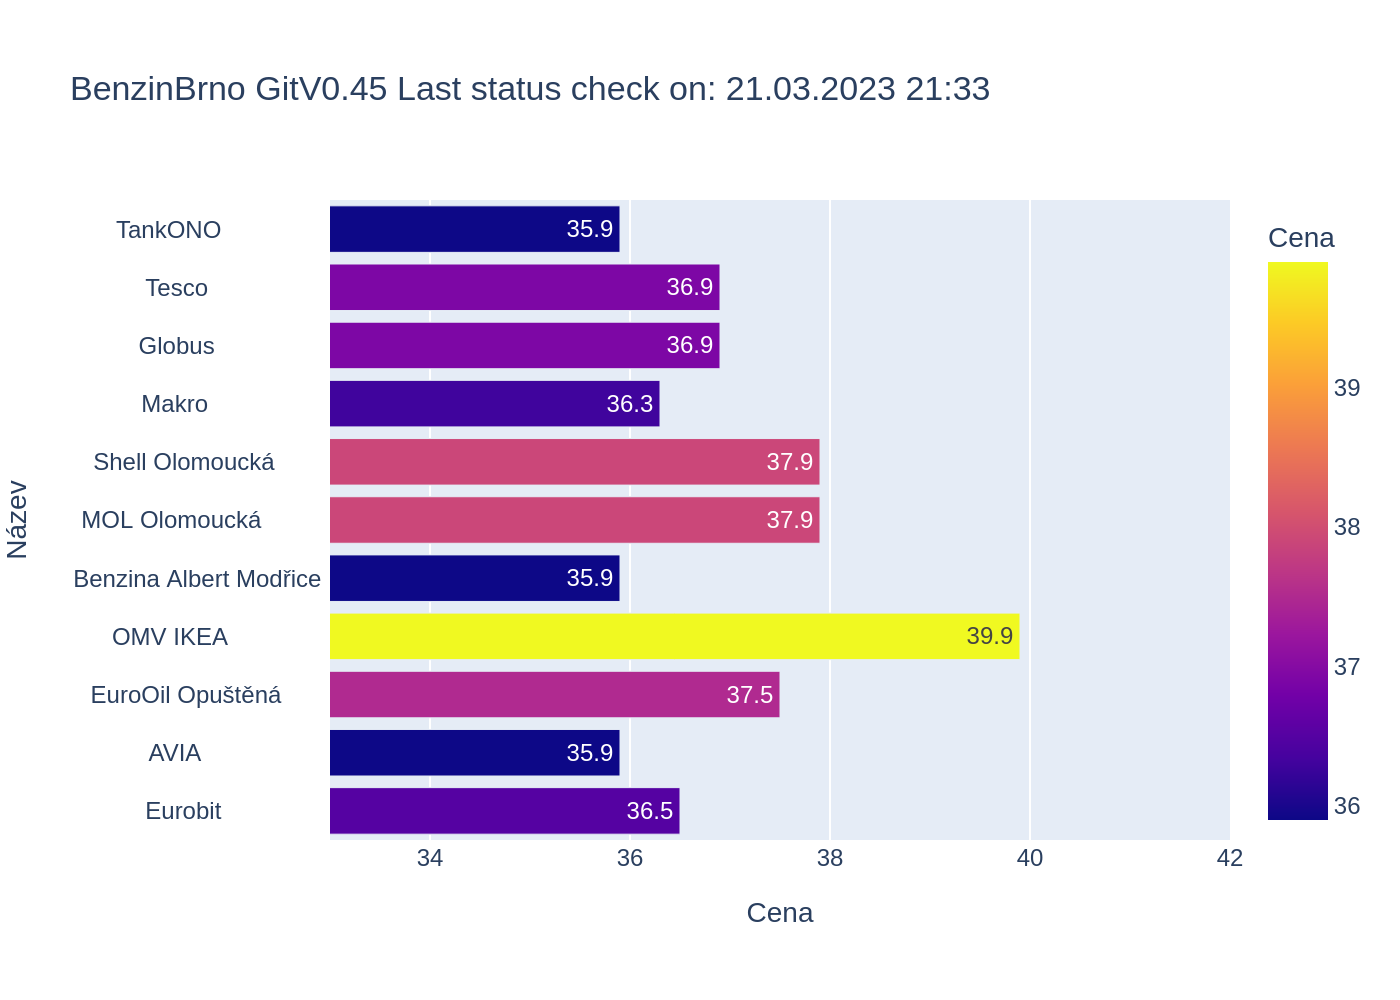 BenzinBrno GitV0.45 Last status check on: 21.03.2023 21:33
Cena
TankONO 35.9
Tesco 36.9
Globus 36.9
Makro 36.3
Shell Olomoucká 37.9
MOL Olomoucká 37.9
Benzina Albert Modřice 35.9
OMV IKEA 39.9
EuroOil Opuštěná 37.5
AVIA 35.9
Eurobit 36.5
Název
34 36 38 40 42
Cena
39
38
37
36